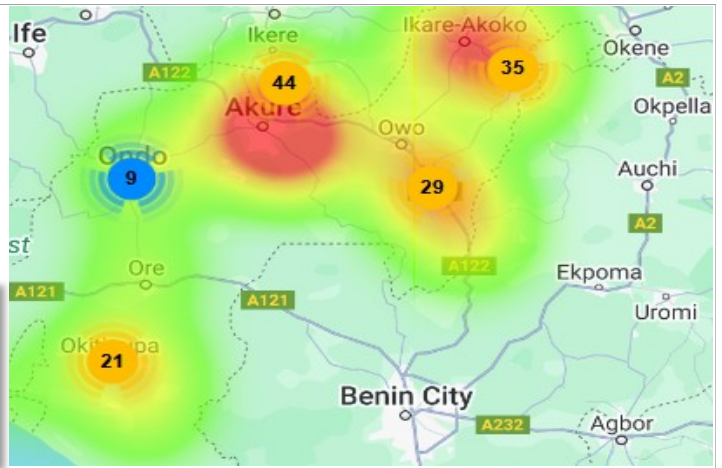 Ife
Ikere
Ikare-Akoko
Okene
A122
44
35
A2
Akure
Okpella
Owo
Ondo
9
29
Auchi
A2
st
Ore
A122
Ekpoma
A121
A121
Uromi
21
Benin City
A232
Agbor